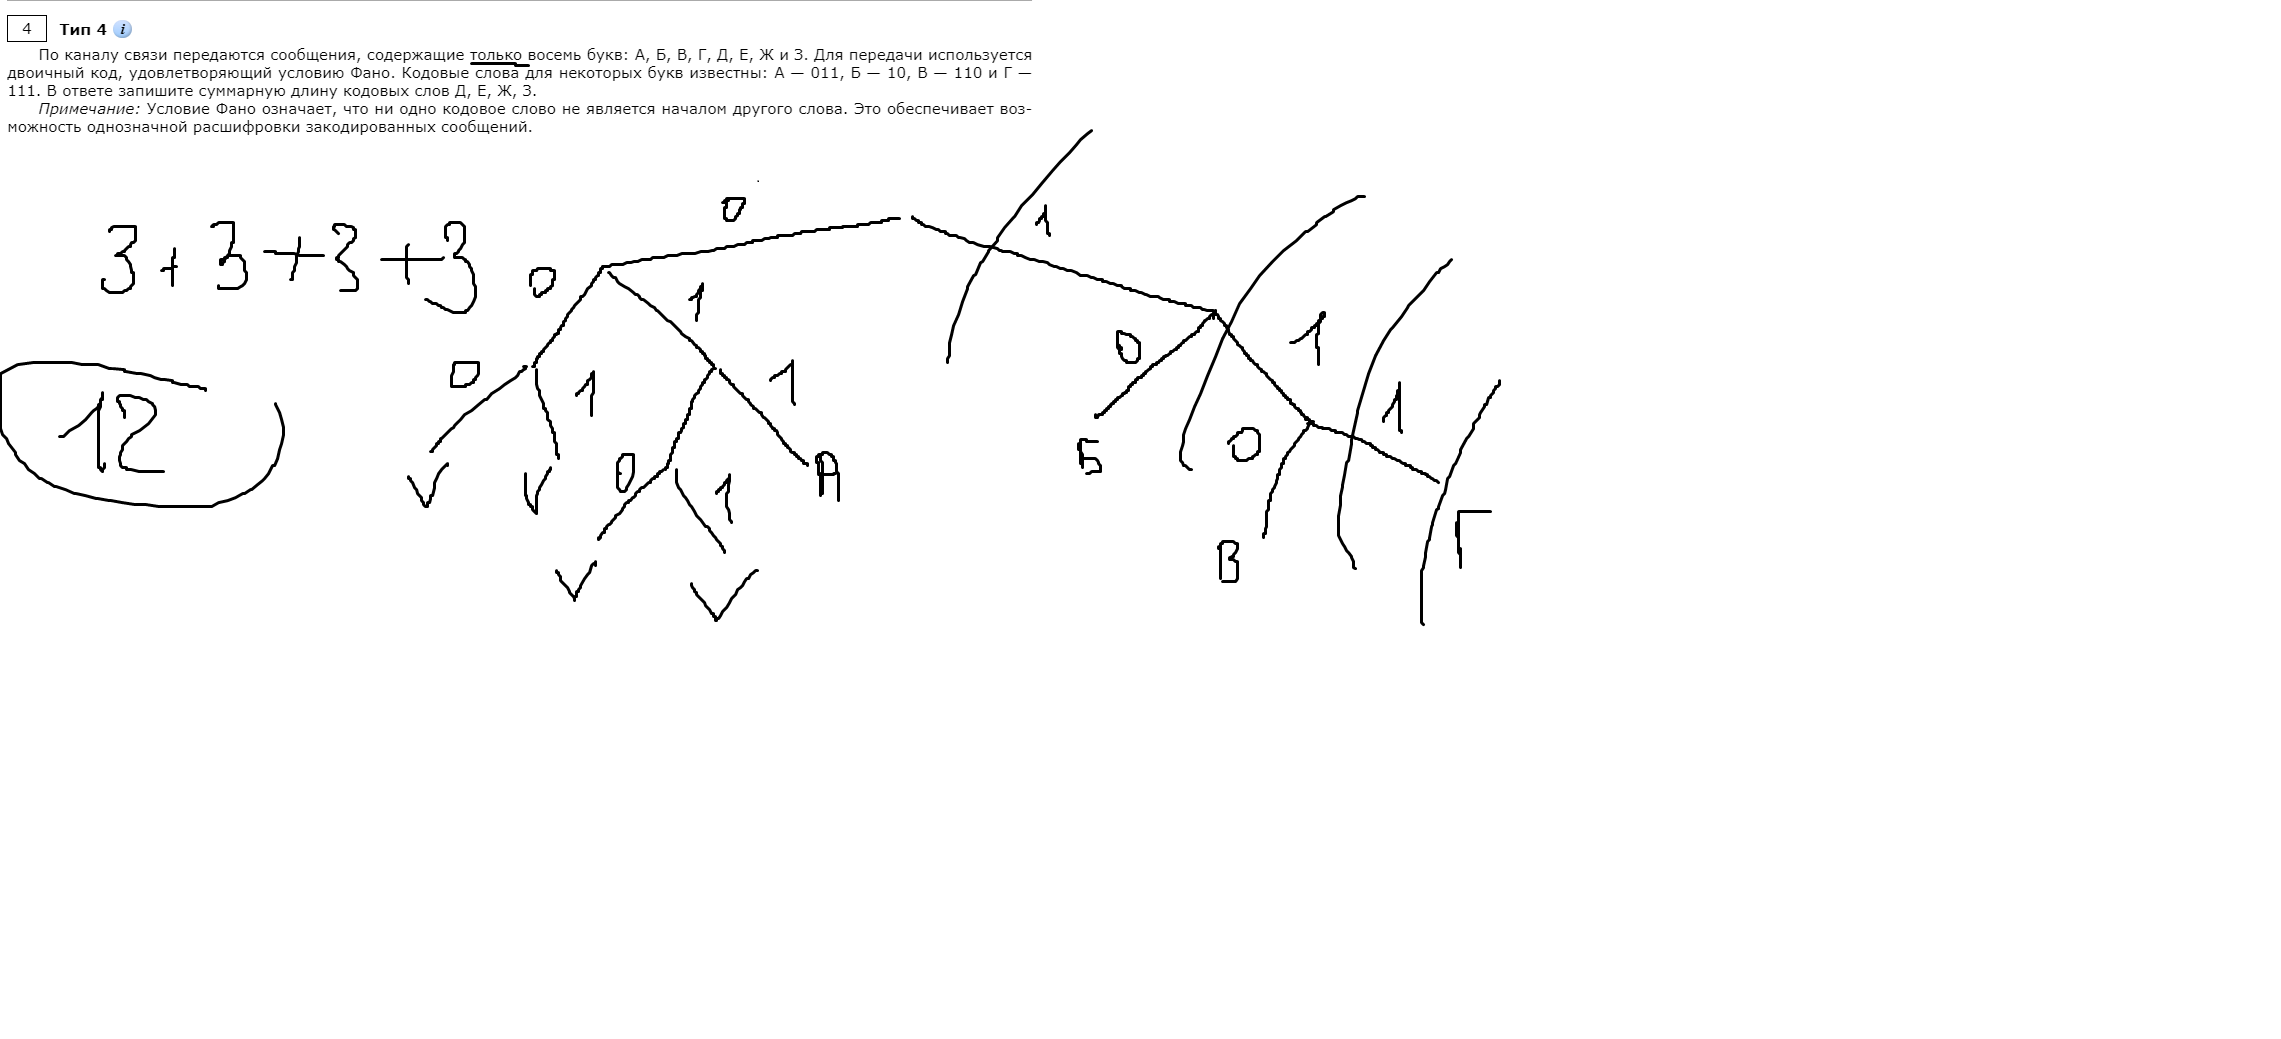 4 Тип 4 i
По каналу связи передаются сообщения, содержащие только восемь букв: А, Б, В, Г, Д, Е, Ж и З. Для передачи используется
двоичный код, удовлетворяющий условию Фано. Кодовые слова для некоторых букв известны: А — 011, Б — 10, В — 110 и Г —
111. В ответе запишите суммарную длину кодовых слов Д, Е, Ж, З.
Примечание: Условие Фано означает, что ни одно кодовое слово не является началом другого слова. Это обеспечивает воз-
можность однозначной расшифровки закодированных сообщений.
0 1
3 + 3 + 3 + 3
0 1 0 1
0 1 1 0 1
12
0 1 А Б В Г